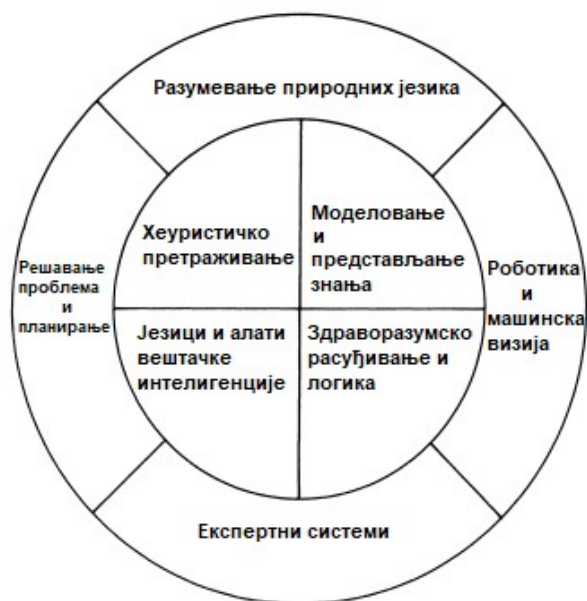 Разумевање природних језика
Хеуристичко
претраживање
Моделовање
и
представљање
знања
Решавање
проблема
и
планирање
Роботика
и
машинска
визија
Језици и алати
вештачке
интелигенције
Здраворазумско
расуђивање и
логика
Експертни системи